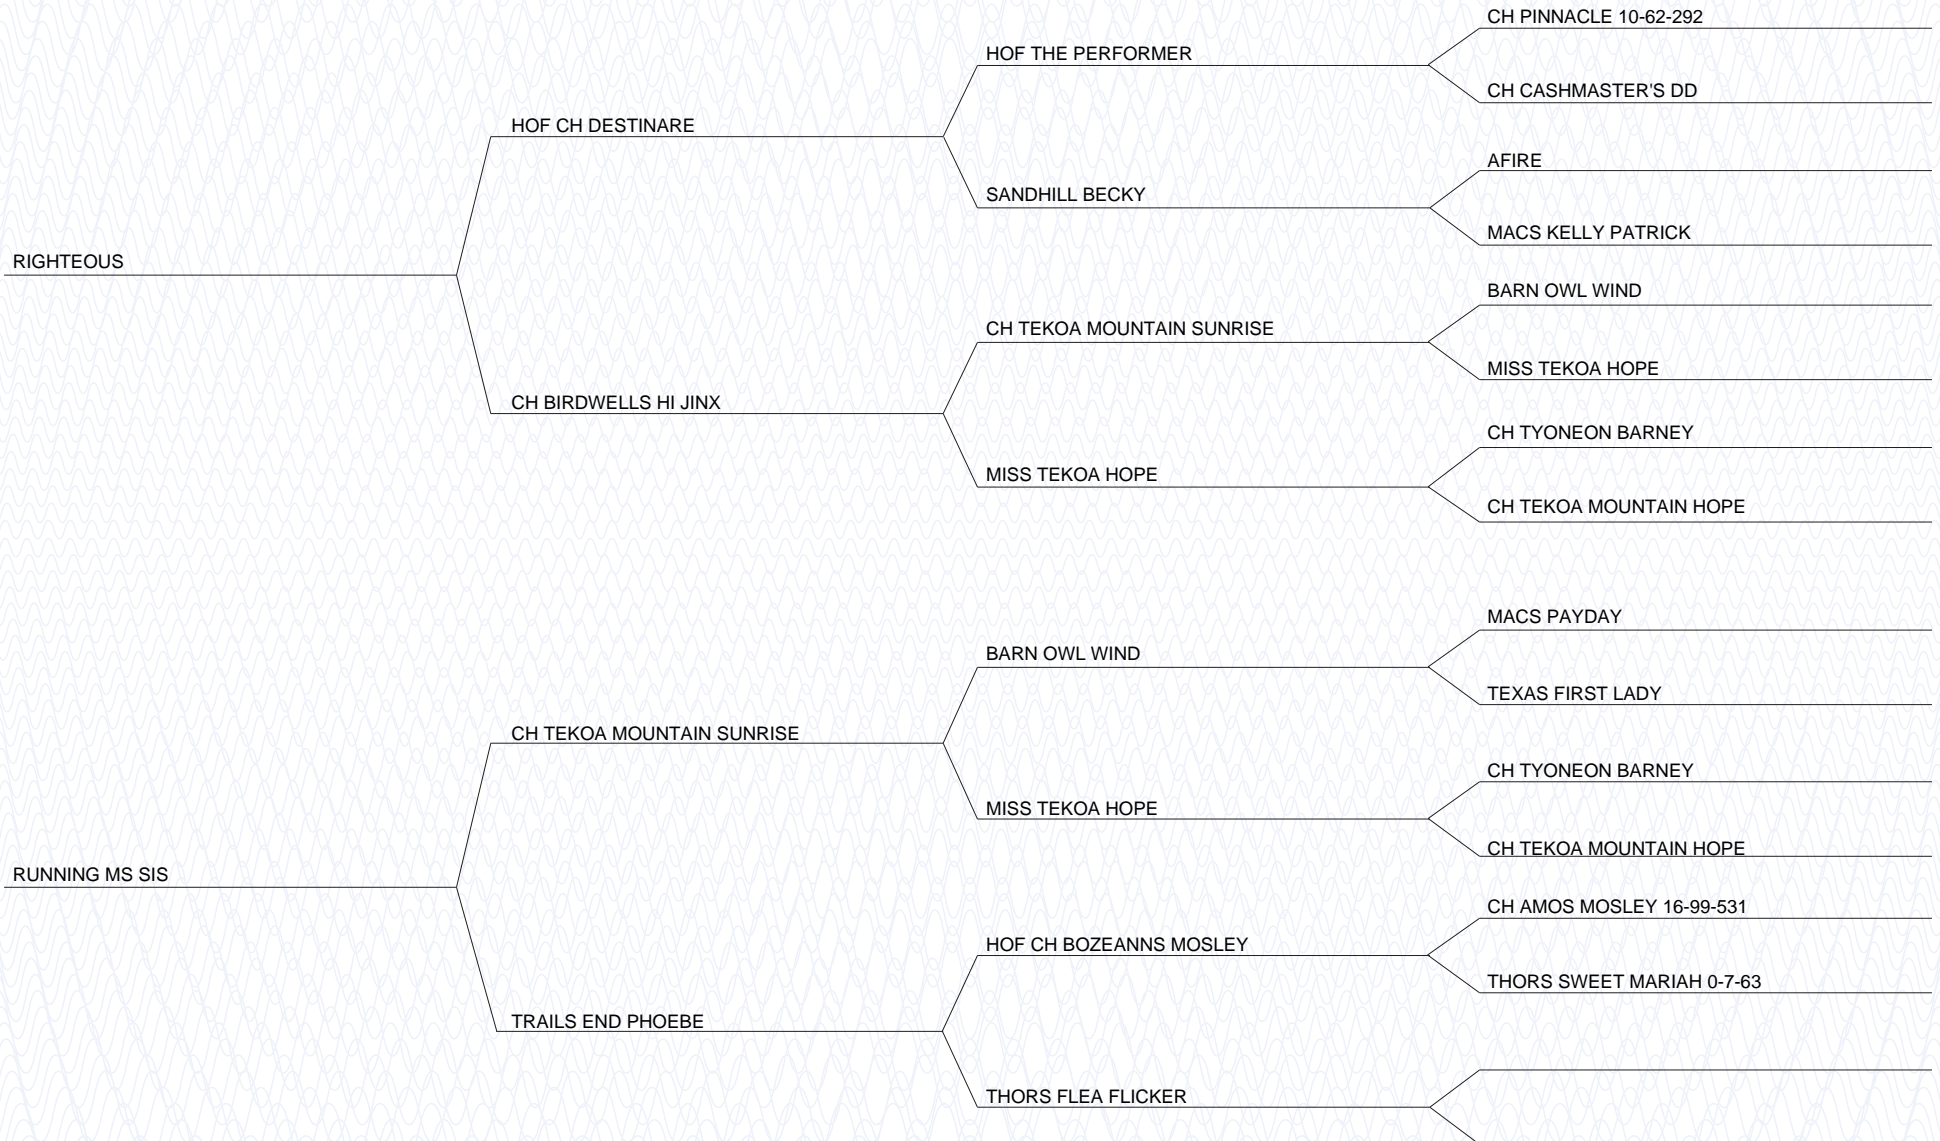 RIGHTEOUS
HOF CH DESTINARE
HOF THE PERFORMER
CH PINNACLE 10-62-292
CH CASHMASTER'S DD
SANDHILL BECKY
AFIRE
MACS KELLY PATRICK
CH BIRDWELLS HI JINX
CH TEKOA MOUNTAIN SUNRISE
BARN OWL WIND
MISS TEKOA HOPE
MISS TEKOA HOPE
CH TYONEON BARNEY
CH TEKOA MOUNTAIN HOPE
RUNNING MS SIS
CH TEKOA MOUNTAIN SUNRISE
BARN OWL WIND
MACS PAYDAY
TEXAS FIRST LADY
MISS TEKOA HOPE
CH TYONEON BARNEY
CH TEKOA MOUNTAIN HOPE
TRAILS END PHOEBE
HOF CH BOZEANNS MOSLEY
CH AMOS MOSLEY 16-99-531
THORS SWEET MARIAH 0-7-63
THORS FLEA FLICKER